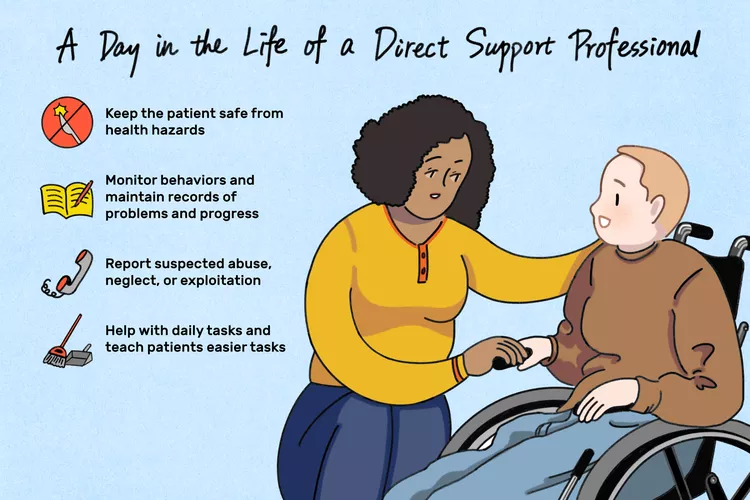 A Day in the Life of a Direct Support Professional
Keep the patient safe from
health hazards
Monitor behaviors and
maintain records of
problems and progress
Report suspected abuse,
neglect, or exploitation
Help with daily tasks and
teach patients easier tasks